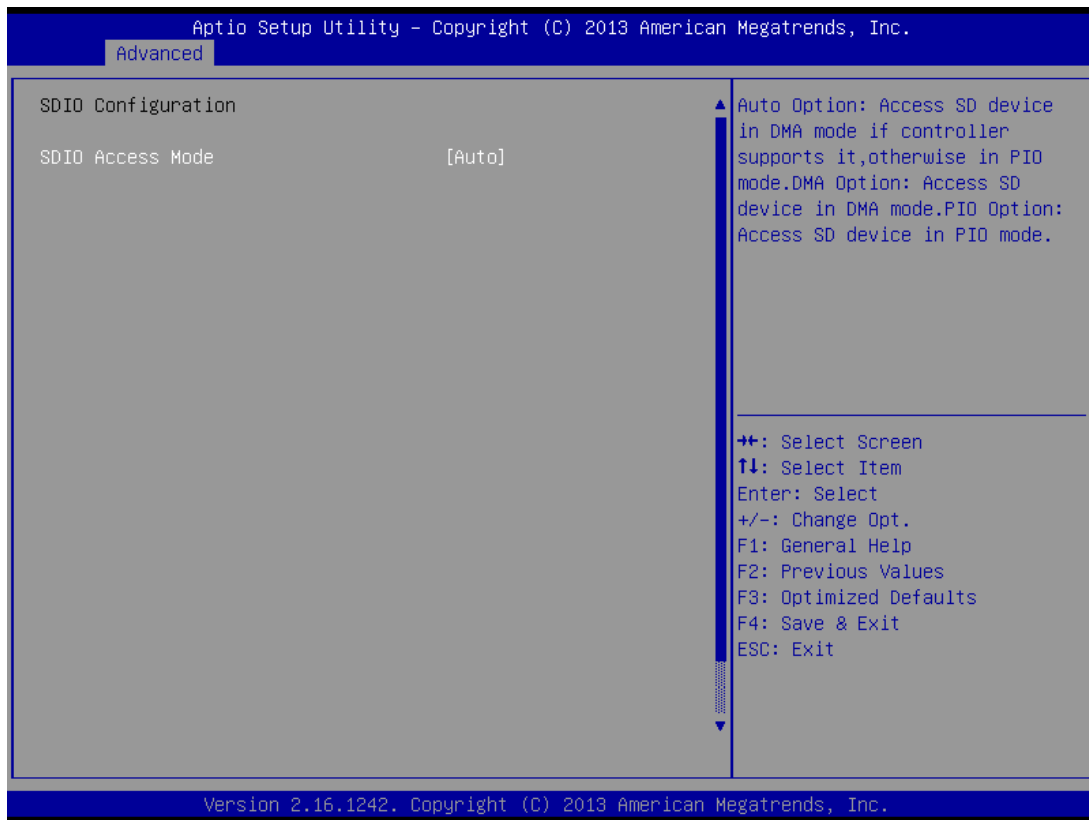 Aptio Setup Utility – Copyright (C) 2013 American Megatrends, Inc.
Advanced
SDIO Configuration
SDIO Access Mode [Auto]
Auto Option: Access SD device
in DMA mode if controller
supports it,otherwise in PIO
mode.DMA Option: Access SD
device in DMA mode.PIO Option:
Access SD device in PIO mode.
→←: Select Screen
↑↓: Select Item
Enter: Select
+/-: Change Opt.
F1: General Help
F2: Previous Values
F3: Optimized Defaults
F4: Save & Exit
ESC: Exit
Version 2.16.1242. Copyright (C) 2013 American Megatrends, Inc.